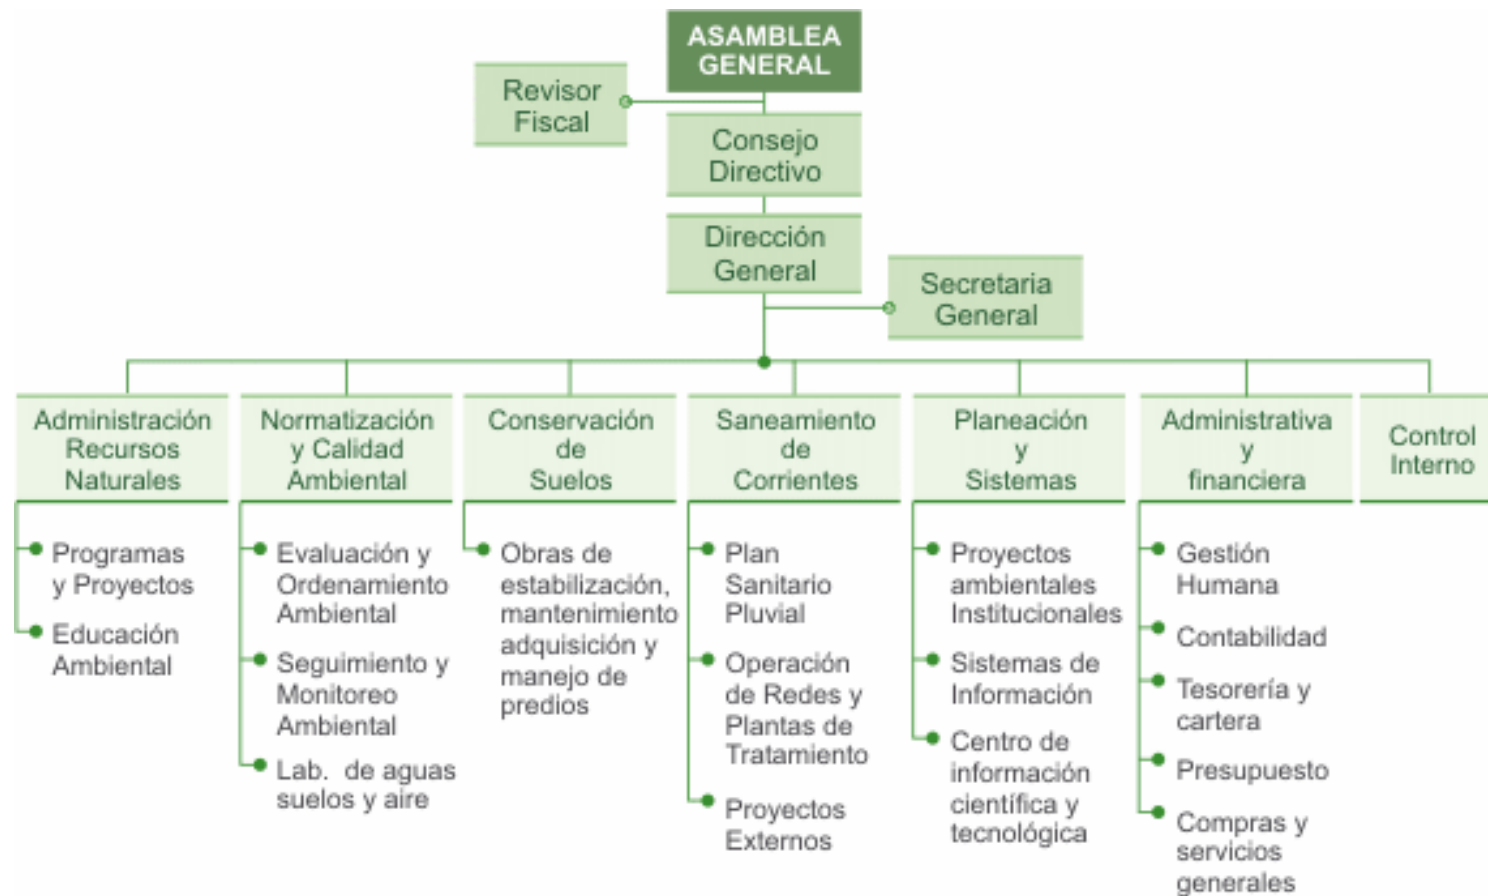 ASAMBLEA
GENERAL
Revisor
Fiscal
Consejo
Directivo
Dirección
General
Secretaria
General
Administración
Recursos
Naturales
Programas
y Proyectos
Educación
Ambiental
Normatización
y Calidad
Ambiental
Evaluación y
Ordenamiento
Ambiental
Seguimiento y
Monitoreo
Ambiental
Lab. de aguas
suelos y aire
Conservación
de
Suelos
Obras de
estabilización,
mantenimiento
adquisición y
manejo de
predios
Saneamiento
de
Corrientes
Plan
Sanitario
Pluvial
Operación
de Redes y
Plantas de
Tratamiento
Proyectos
Externos
Planeación
y
Sistemas
Proyectos
ambientales
Institucionales
Sistemas de
Información
Centro de
información
científica y
tecnológica
Administrativa
y
financiera
Gestión
Humana
Contabilidad
Tesorería y
cartera
Presupuesto
Compras y
servicios
generales
Control
Interno